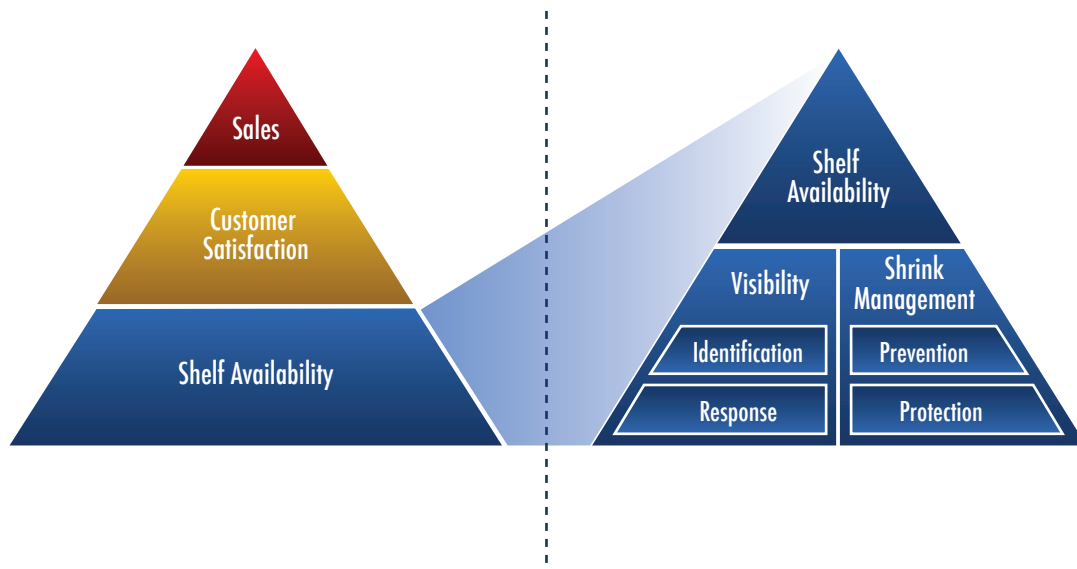 Sales
Customer
Satisfaction
Shelf Availability
Shelf
Availability
Visibility
Identification
Response
Shrink
Management
Prevention
Protection